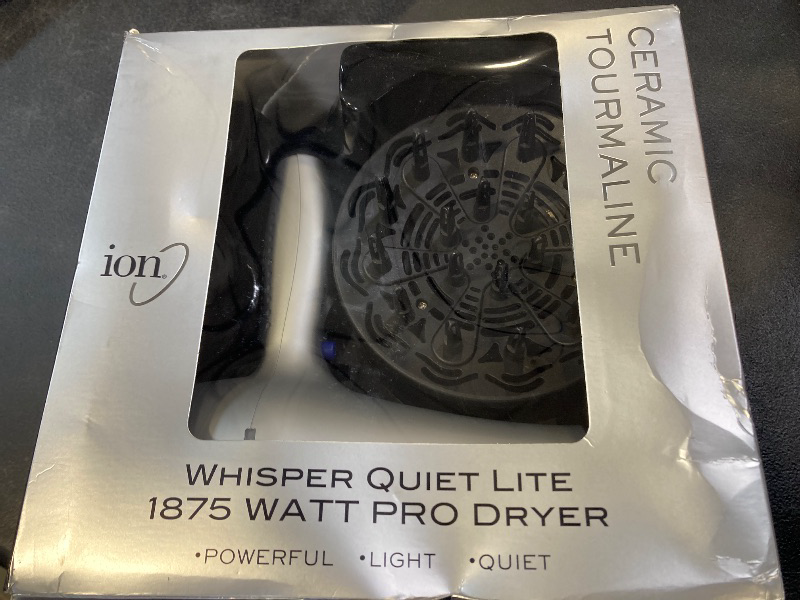 CERAMIC
TOURMALINE
ion®
WHISPER QUIET LITE
1875 WATT PRO DRYER
•POWERFUL •LIGHT •QUIET